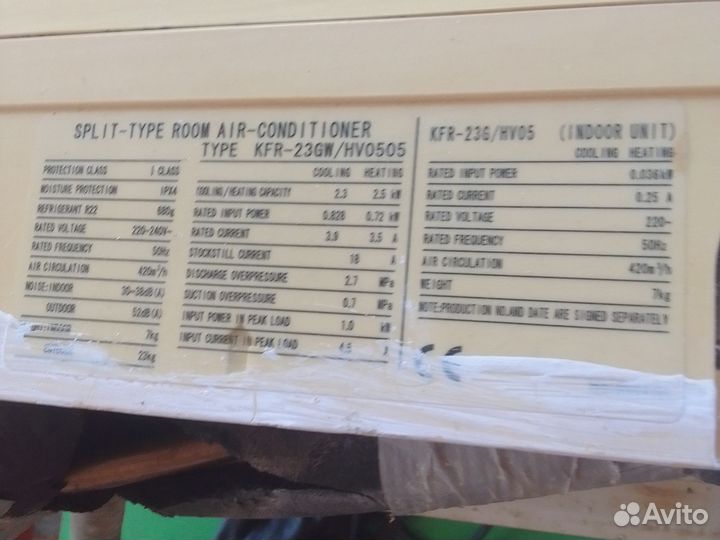 SPLIT-TYPE ROOM AIR-CONDITIONER
TYPE KFR-23GW/HV0505
PROTECTION CLASS I CLASS
MOISTURE PROTECTION IPX4
REFRIGERANT R22 680g
RATED VOLTAGE 220-240V~
RATED FREQUENCY 50Hz
AIR CIRCULATION 420m³/h
NOISE:INDOOR 30-38dB(A)
OUTDOOR 52dB(A)
INDOOR 7kg
OUTDOOR 23kg
COOLING HEATING
COOLING/HEATING CAPACITY 2.3 2.5 kW
RATED INPUT POWER 0.828 0.72 kW
RATED CURRENT 3.9 3.5 A
STOCKSTILL CURRENT 18 A
DISCHARGE OVERPRESSURE 2.7 MPa
SUCTION OVERPRESSURE 0.7 MPa
INPUT POWER IN PEAK LOAD 1.0 kW
INPUT CURRENT IN PEAK LOAD A
KFR-23G/HV05 (INDOOR UNIT)
COOLING HEATING
RATED INPUT POWER 0.036kW
RATED CURRENT 0.25 A
RATED VOLTAGE 220~
RATED FREQUENCY 50Hz
AIR CIRCULATION 420m³/h
WEIGHT 7kg
NOTE:PRODUCTION NO.AND DATE ARE SIGNED SEPARATELY
CE
Avito